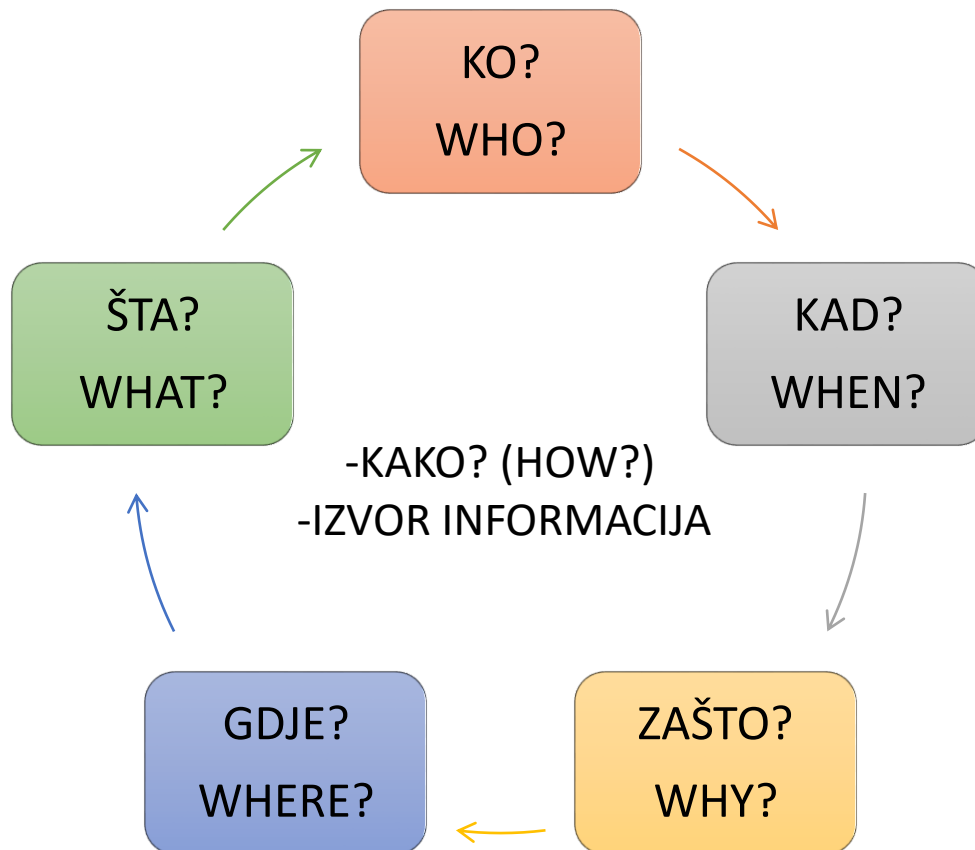 KO?
WHO?
KAD?
WHEN?
ZAŠTO?
WHY?
GDJE?
WHERE?
ŠTA?
WHAT?
-KAKO? (HOW?)
-IZVOR INFORMACIJA